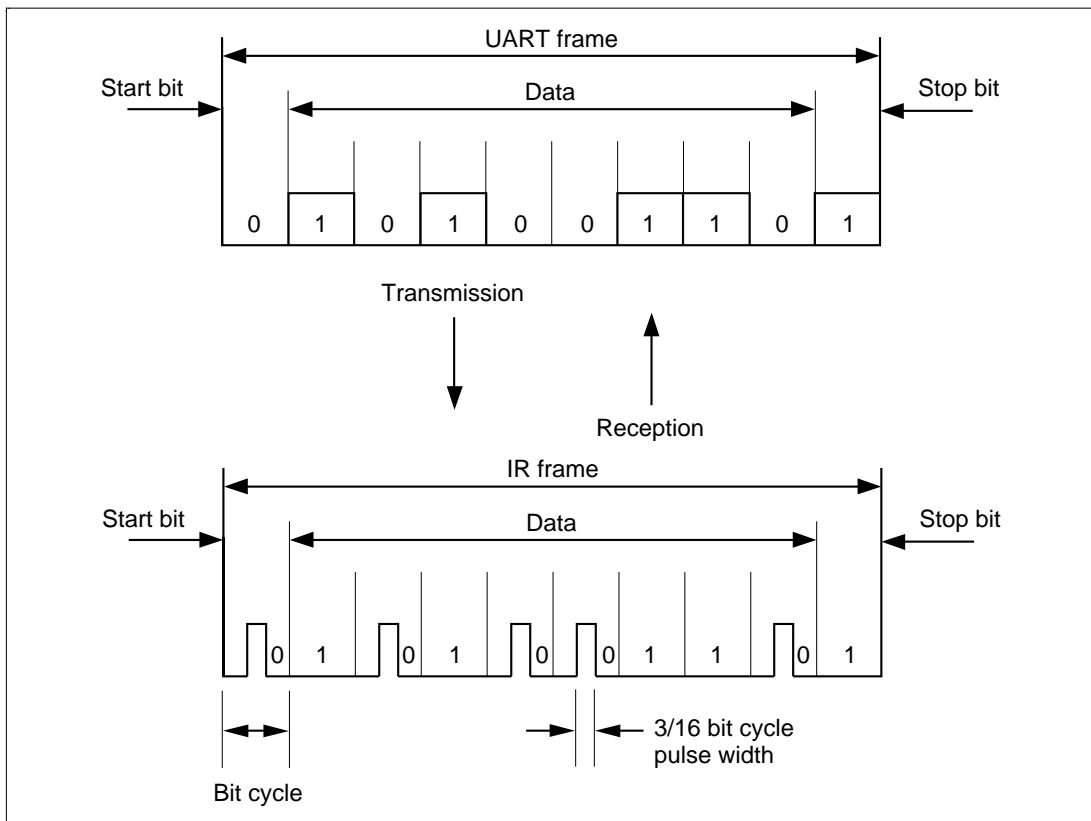 UART frame
Start bit
Data
Stop bit
0 1 0 1 0 0 1 1 0 1
Transmission
Reception
IR frame
Start bit
Data
Stop bit
0 1 0 1 0 0 1 1 0 1
3/16 bit cycle
pulse width
Bit cycle